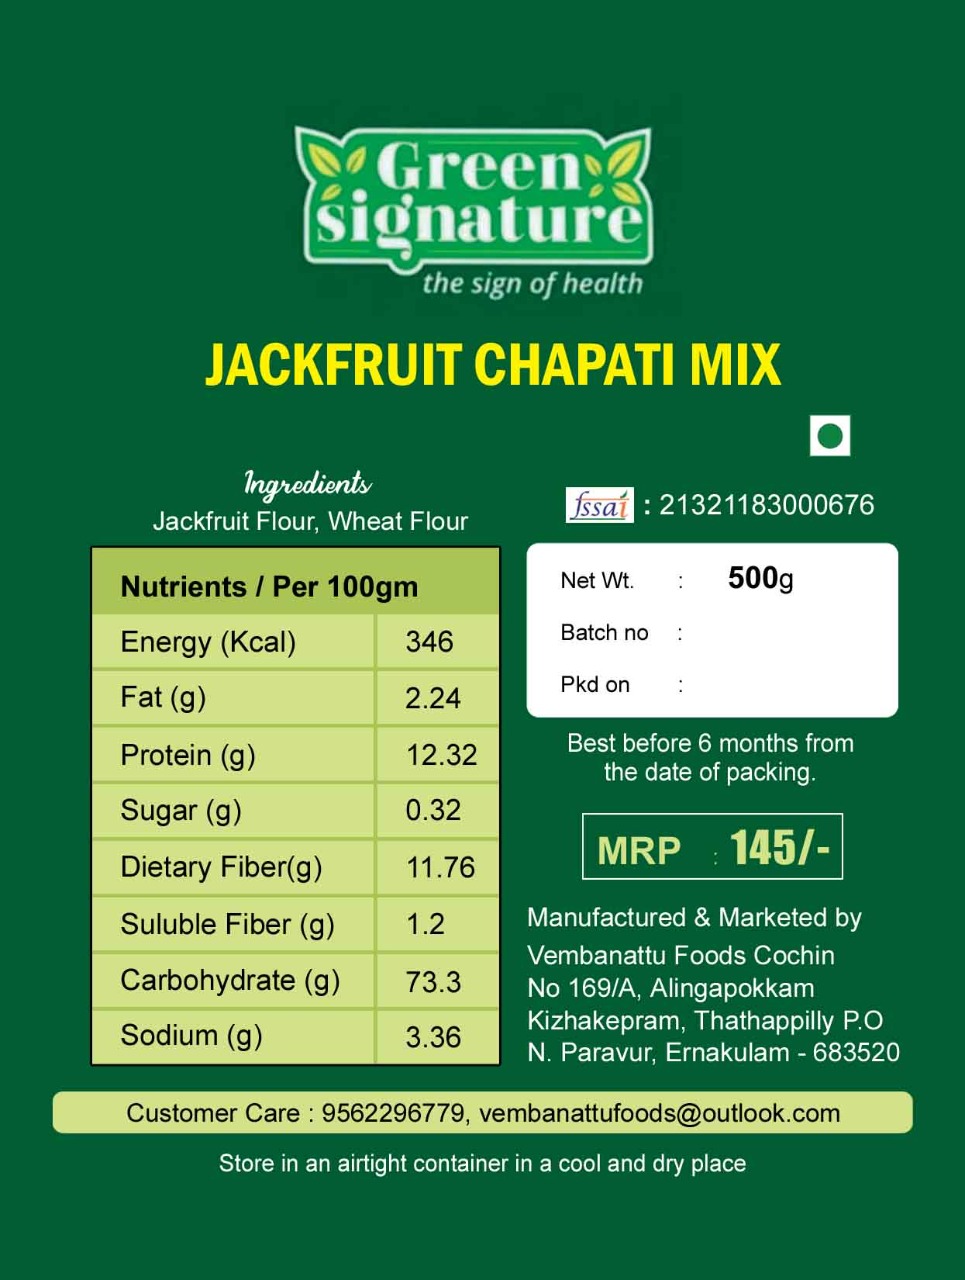 Green
signature
the sign of health
JACKFRUIT CHAPATI MIX
Ingredients
Jackfruit Flour, Wheat Flour
Nutrients / Per 100gm
Energy (Kcal) 346
Fat (g) 2.24
Protein (g) 12.32
Sugar (g) 0.32
Dietary Fiber(g) 11.76
Suluble Fiber (g) 1.2
Carbohydrate (g) 73.3
Sodium (g) 3.36
fssai : 21321183000676
Net Wt. : 500g
Batch no :
Pkd on :
Best before 6 months from
the date of packing.
MRP : 145/-
Manufactured & Marketed by
Vembanattu Foods Cochin
No 169/A, Alingapokkam
Kizhakepram, Thathappilly P.O
N. Paravur, Ernakulam - 683520
Customer Care : 9562296779, vembanattufoods@outlook.com
Store in an airtight container in a cool and dry place